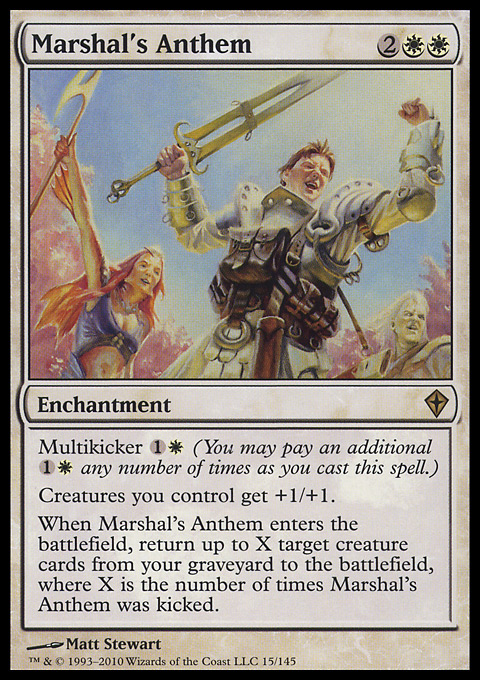 Marshal's Anthem 2
Enchantment
Multikicker 1 (You may pay an additional
1 any number of times as you cast this spell.)
Creatures you control get +1/+1.
When Marshal's Anthem enters the
battlefield, return up to X target creature
cards from your graveyard to the battlefield,
where X is the number of times Marshal's
Anthem was kicked.
Matt Stewart
™ & © 1993–2010 Wizards of the Coast LLC 15/145